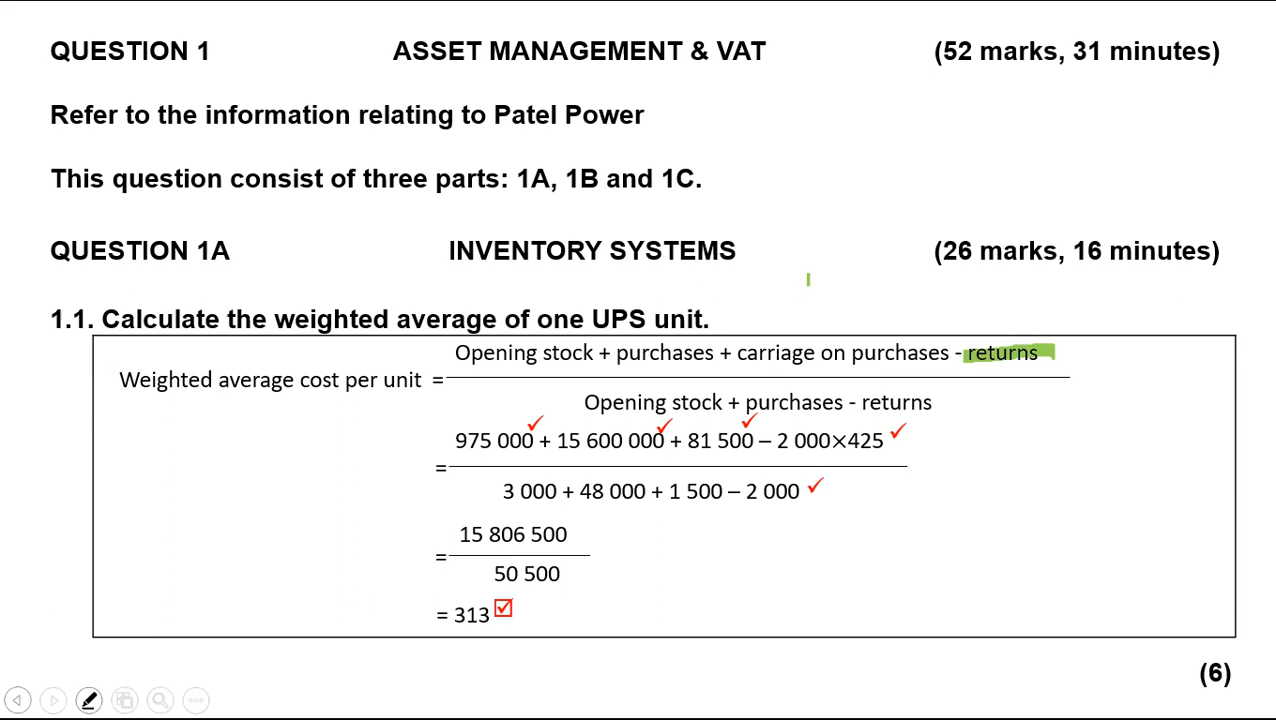 QUESTION 1 ASSET MANAGEMENT & VAT (52 marks, 31 minutes)
Refer to the information relating to Patel Power
This question consist of three parts: 1A, 1B and 1C.
QUESTION 1A INVENTORY SYSTEMS (26 marks, 16 minutes)
1.1. Calculate the weighted average of one UPS unit.
Opening stock + purchases + carriage on purchases - returns
Weighted average cost per unit =
Opening stock + purchases - returns
975 000 + 15 600 000 + 81 500 – 2 000×425
=
3 000 + 48 000 + 1 500 – 2 000
15 806 500
=
50 500
= 313
(6)